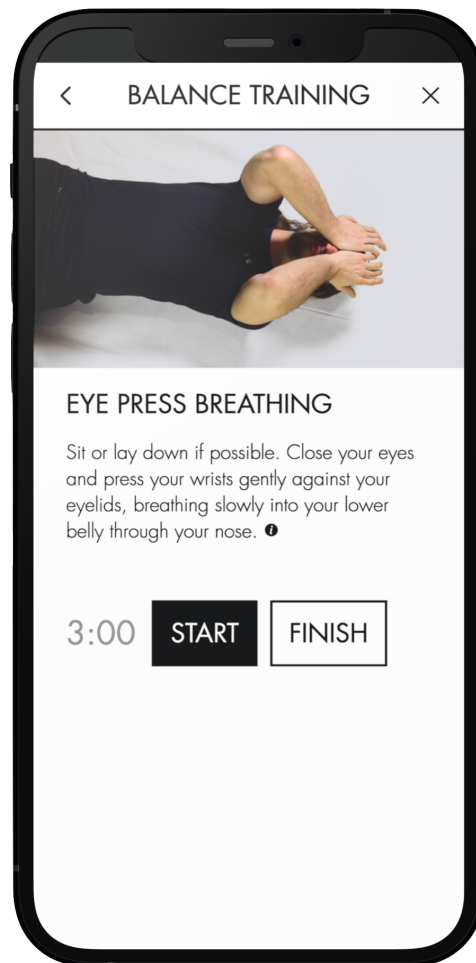 BALANCE TRAINING
EYE PRESS BREATHING
Sit or lay down if possible. Close your eyes
and press your wrists gently against your
eyelids, breathing slowly into your lower
belly through your nose. i
3:00 START FINISH